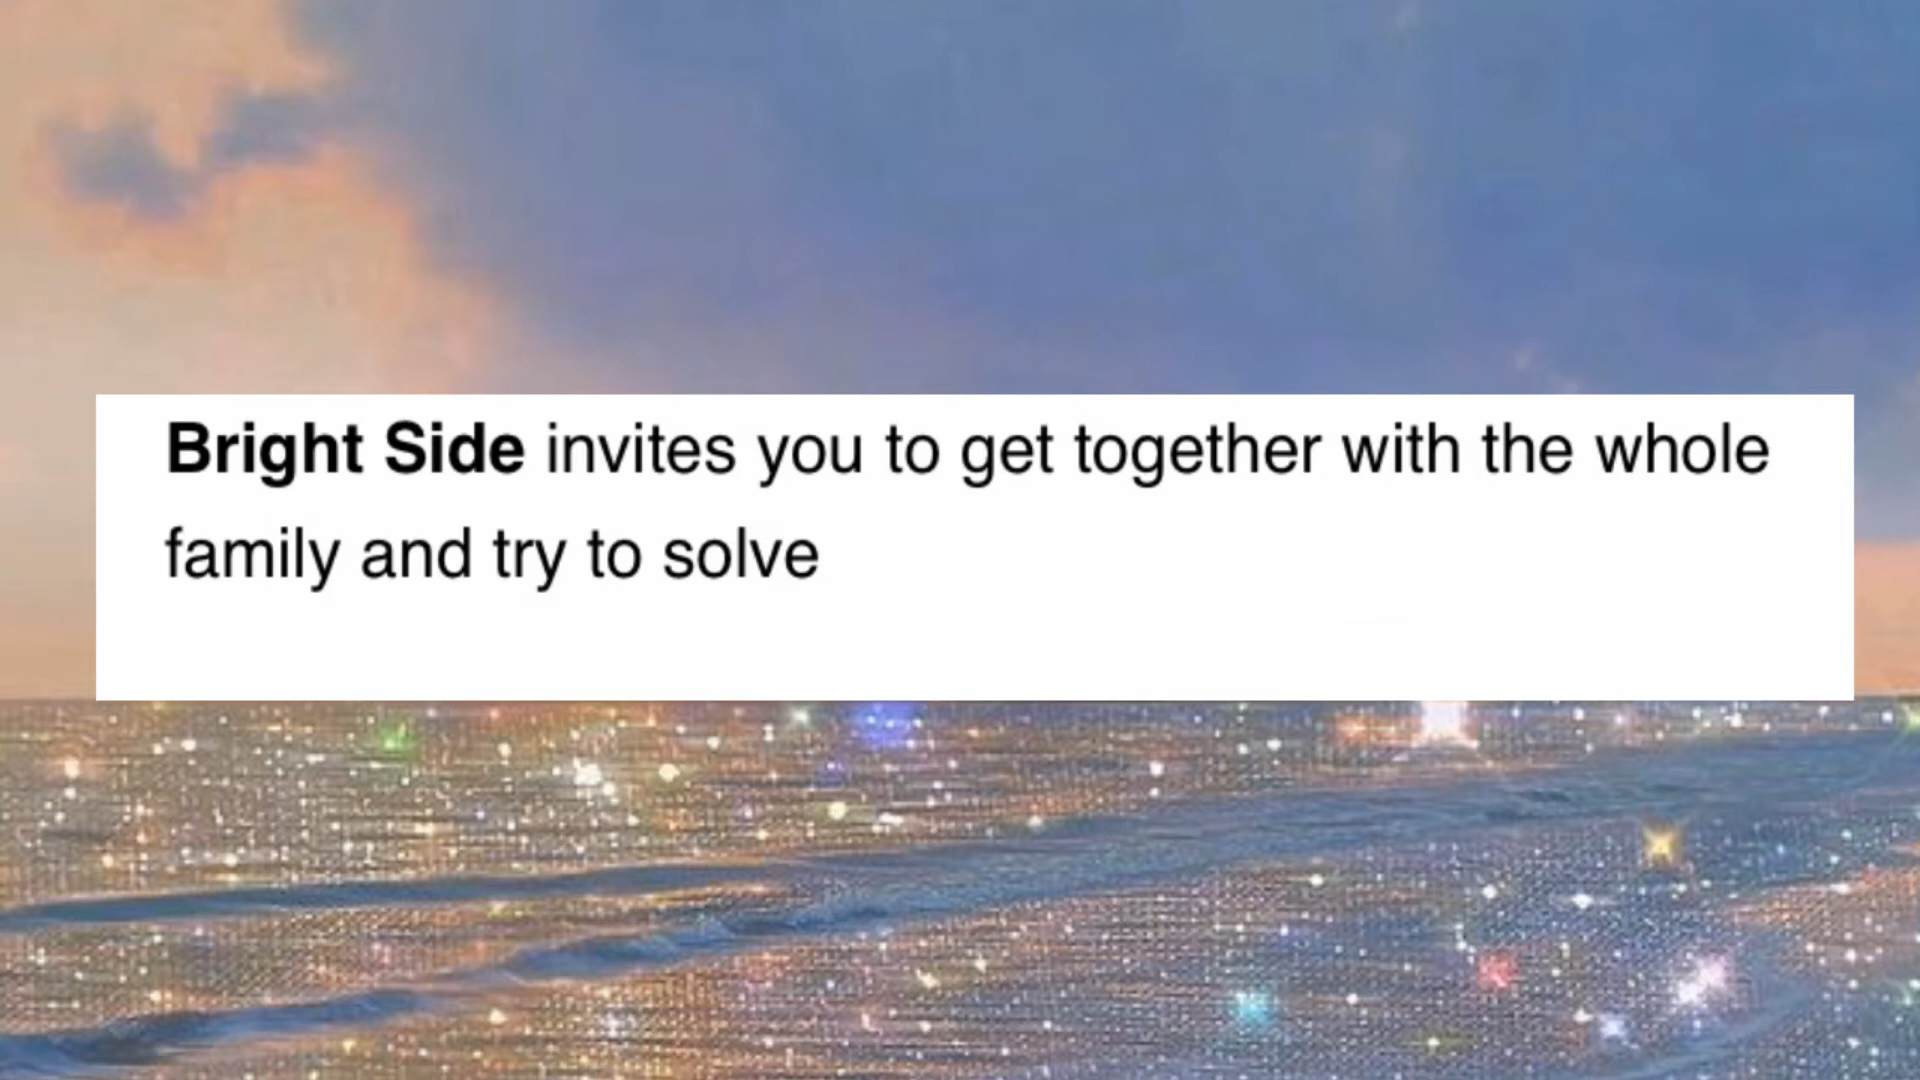 Bright Side invites you to get together with the whole
family and try to solve